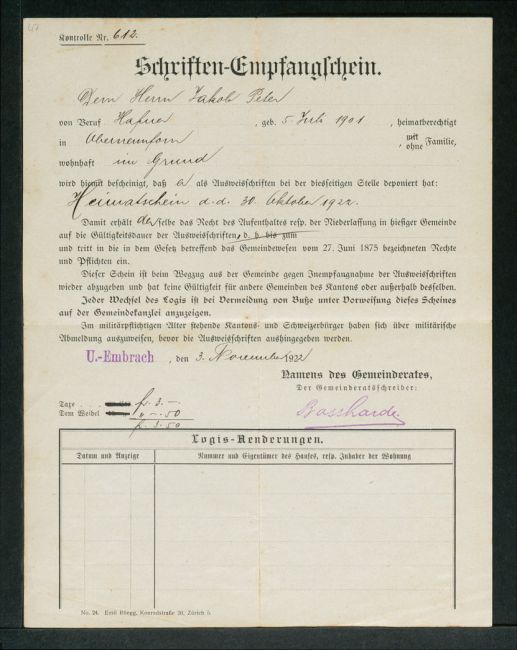 47
Kontrolle Nr. 612.
Schriften-Empfangschein.
Dem Herrn Jakob Peter
von Beruf Hafner, geb. 5. Juli 1901, heimatberechtigt
in Oberneunforn, mit ohne Familie,
wohnhaft im Grund
wird hiemit bescheinigt, daß er als Ausweisschriften bei der diesseitigen Stelle deponiert hat:
Heimatschein d. d. 30. Oktober 1922.
Damit erhält derselbe das Recht des Aufenthaltes resp. der Niederlassung in hiesiger Gemeinde
auf die Gültigkeitsdauer der Ausweisschriften, d. h. bis zum
und tritt in die in dem Gesetz betreffend das Gemeindewesen vom 27. Juni 1875 bezeichneten Rechte
und Pflichten ein.
Dieser Schein ist beim Wegzug aus der Gemeinde gegen Inempfangnahme der Ausweisschriften
wieder abzugeben und hat keine Gültigkeit für andere Gemeinden des Kantons oder außerhalb desselben.
Jeder Wechsel des Logis ist bei Vermeidung von Buße unter Vorweisung dieses Scheines
auf der Gemeindekanzlei anzuzeigen.
Im militärpflichtigen Alter stehende Kantons- und Schweizerbürger haben sich über militärische
Abmeldung auszuweisen, bevor die Ausweisschriften ausgehingegeben werden.
U.-Embrach, den 3. November 1922
Namens des Gemeinderates,
Der Gemeinderatsschreiber:
Taxe . . . fr. 3.—
Bosshardt
Dem Weibel fr. —.50
fr. 3.50
Logis-Aenderungen.
Datum und Anzeige Nummer und Eigentümer des Hauses, resp. Inhaber der Wohnung
No. 24. Emil Rüegg, Konradstraße 20, Zürich 5.